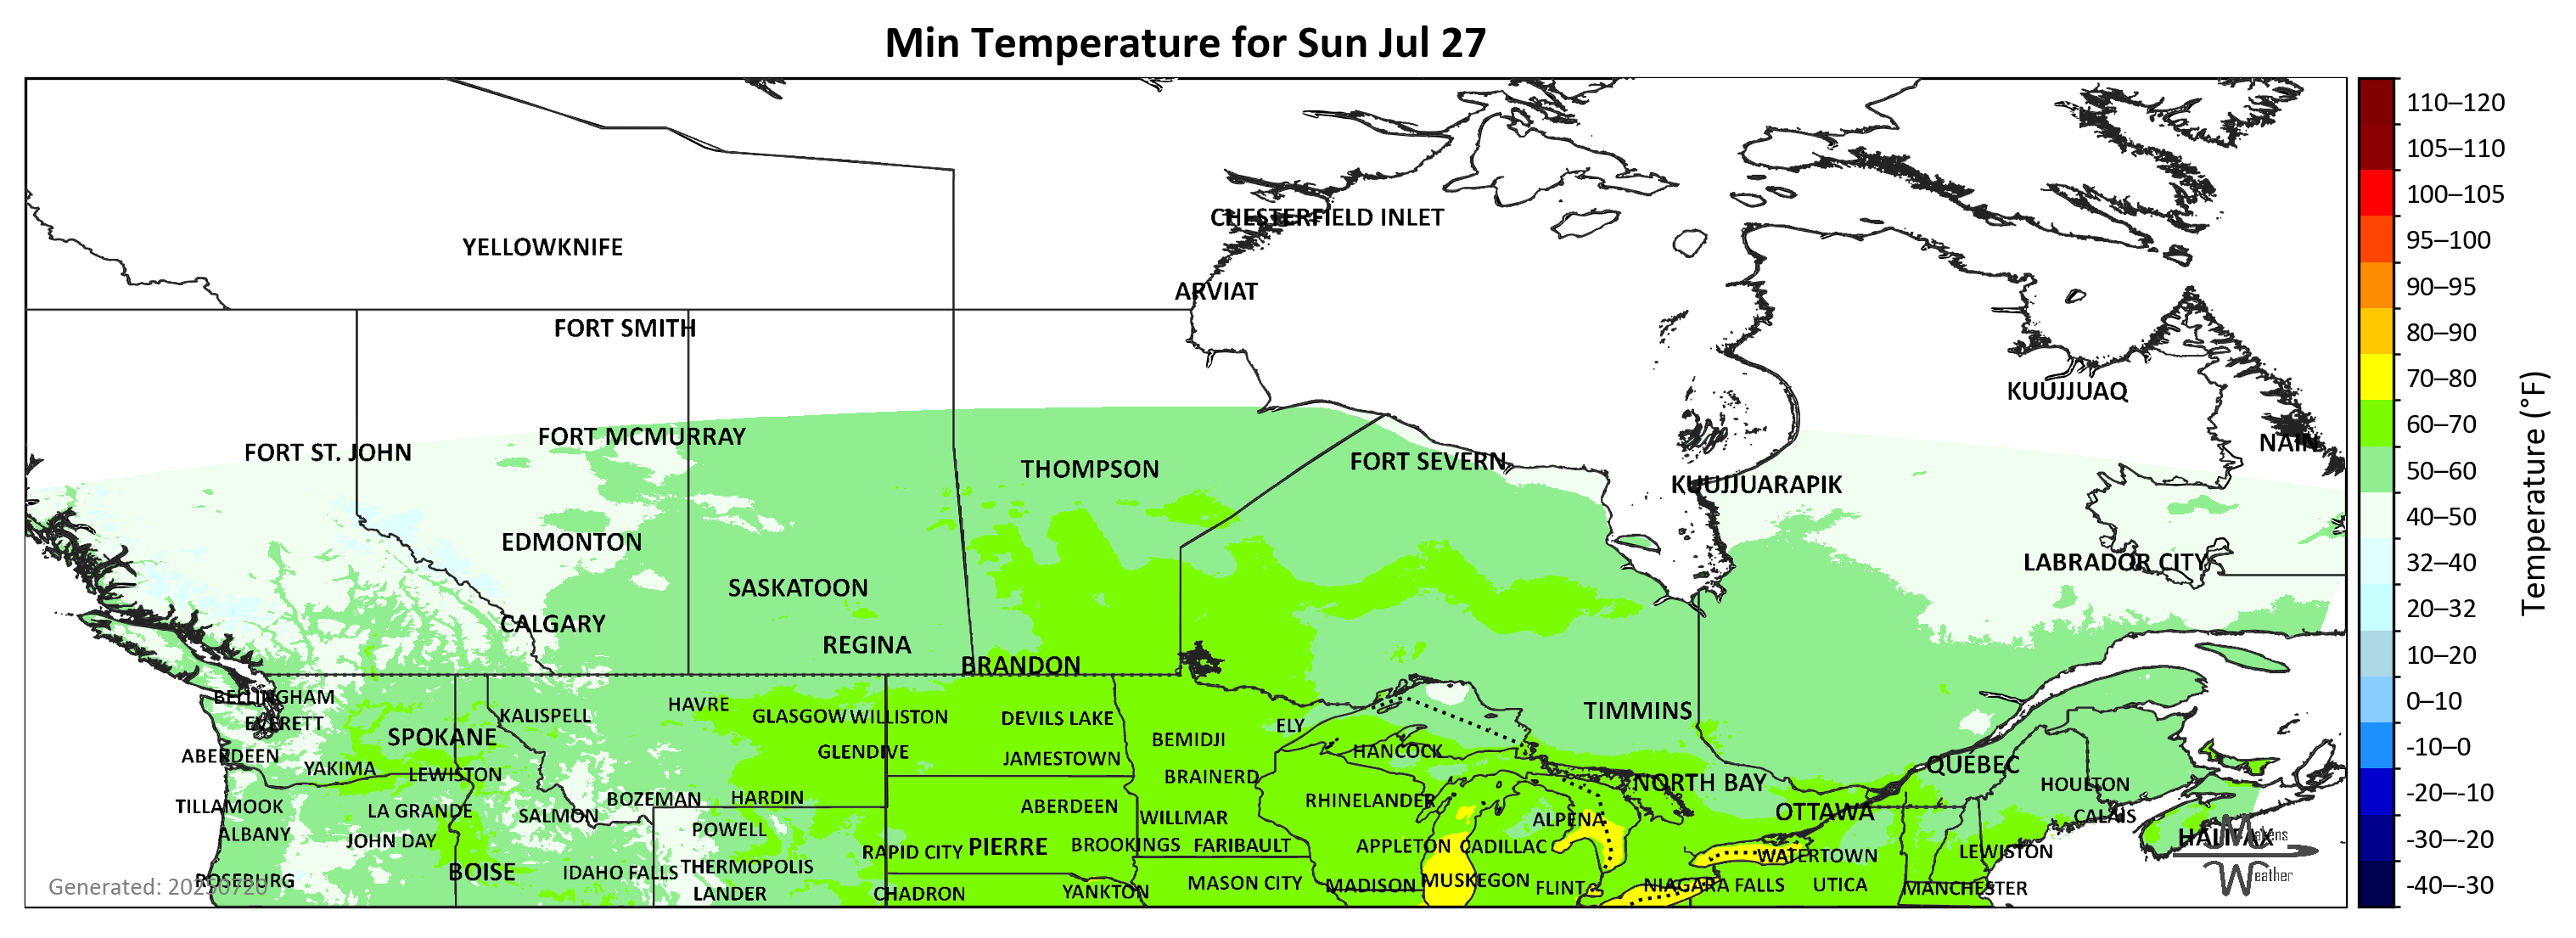 Min Temperature for Sun Jul 27
110–120
105–110
100–105
95–100
90–95
80–90
70–80
60–70
50–60
40–50
32–40
20–32
10–20
0–10
-10–0
-20–-10
-30–-20
-40–-30
Temperature (°F)
CHESTERFIELD INLET
YELLOWKNIFE
ARVIAT
FORT SMITH
KUUJJUAQ
FORT MCMURRAY
NAIN
FORT ST. JOHN
FORT SEVERN
THOMPSON
KUUJJUARAPIK
EDMONTON
LABRADOR CITY
SASKATOON
CALGARY
REGINA
BRANDON
BELLINGHAM
HAVRE
TIMMINS
KALISPELL
GLASGOW
WILLISTON
DEVILS LAKE
EVERETT
ELY
SPOKANE
BEMIDJI
HANCOCK
GLENDIVE
ABERDEEN
JAMESTOWN
QUÉBEC
YAKIMA
LEWISTON
BRAINERD
NORTH BAY
HOULTON
BOZEMAN
HARDIN
RHINELANDER
TILLAMOOK
LA GRANDE
ABERDEEN
OTTAWA
SALMON
WILLMAR
CALAIS
ALPENA
POWELL
ALBANY
HALIFAX
Makens
JOHN DAY
PIERRE
BROOKINGS
FARIBAULT
APPLETON
CADILLAC
RAPID CITY
LEWISTON
WATERTOWN
THERMOPOLIS
BOISE
IDAHO FALLS
Weather
ROSEBURG
MUSKEGON
MASON CITY
MADISON
NIAGARA FALLS
UTICA
FLINT
MANCHESTER
Generated: 20250720
LANDER
CHADRON
YANKTON